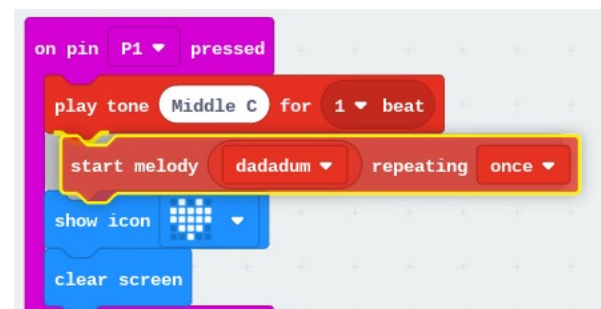 on pin P1 pressed
play tone Middle C for 1 beat
start melody dadadum repeating once
show icon
clear screen